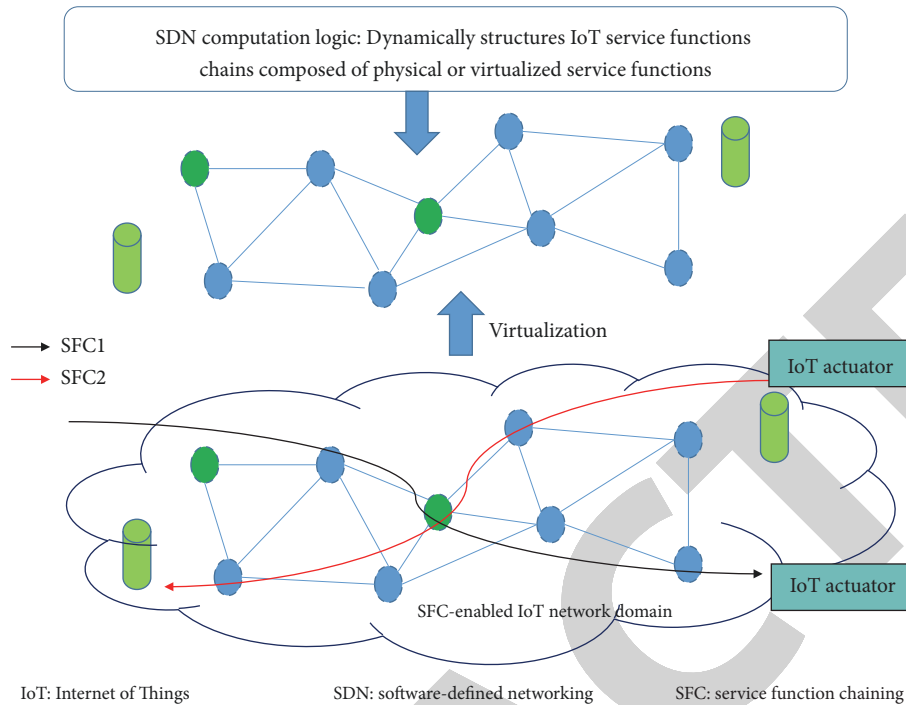 SDN computation logic: Dynamically structures IoT service functions
chains composed of physical or virtualized service functions
Virtualization
SFC1
SFC2
IoT actuator
IoT actuator
SFC-enabled IoT network domain
IoT: Internet of Things
SDN: software-defined networking
SFC: service function chaining